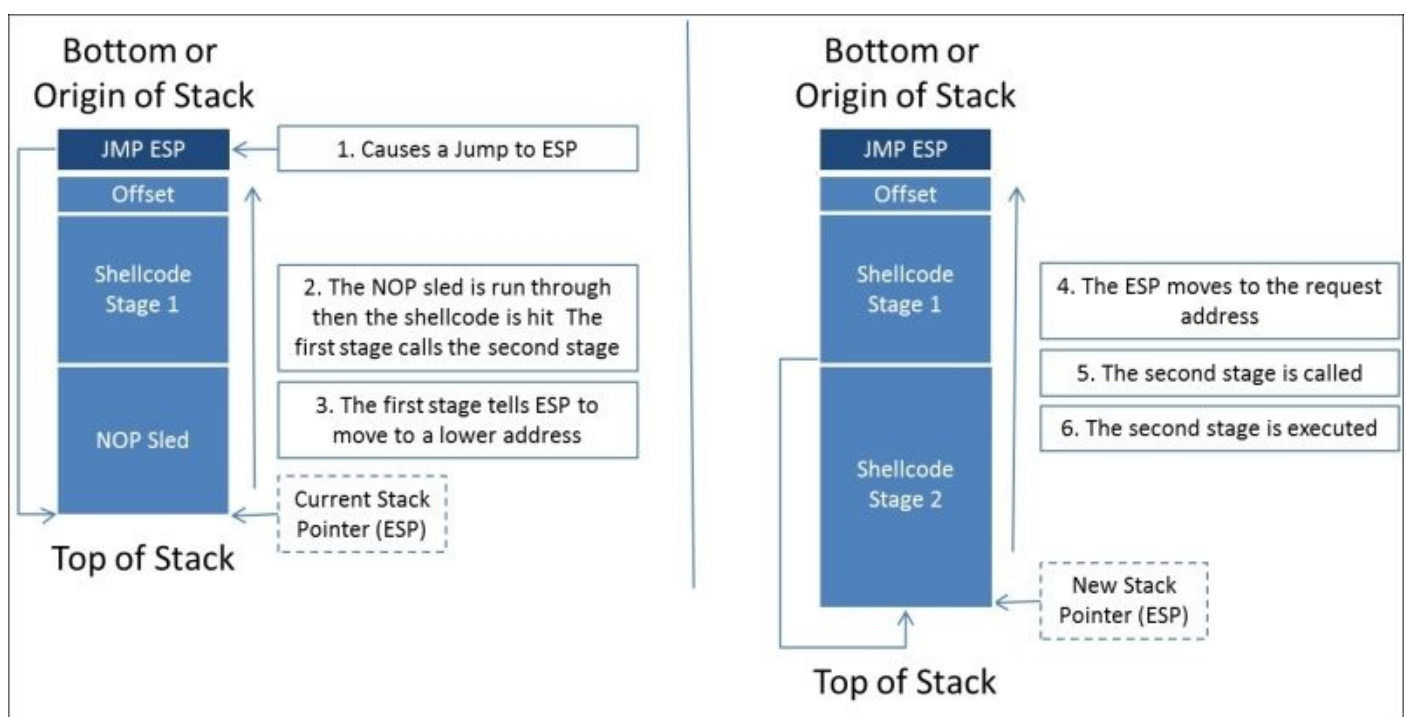 Bottom or
Origin of Stack
JMP ESP
Offset
Shellcode
Stage 1
NOP Sled
Top of Stack
1. Causes a Jump to ESP
2. The NOP sled is run through
then the shellcode is hit The
first stage calls the second stage
3. The first stage tells ESP to
move to a lower address
Current Stack
Pointer (ESP)
Bottom or
Origin of Stack
JMP ESP
Offset
Shellcode
Stage 1
Shellcode
Stage 2
Top of Stack
4. The ESP moves to the request
address
5. The second stage is called
6. The second stage is executed
New Stack
Pointer (ESP)